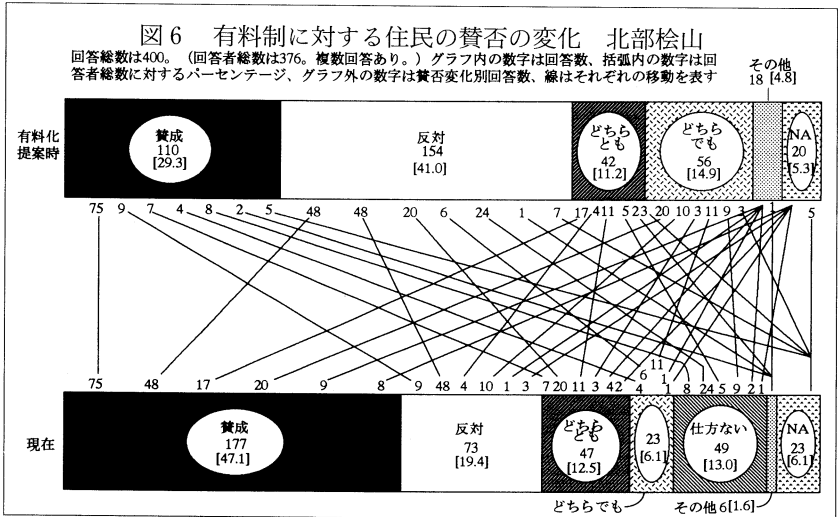 図6 有料制に対する住民の賛否の変化 北部桧山
回答総数は400。(回答者総数は376。複数回答あり。)グラフ内の数字は回答数、括弧内の数字は回
答者総数に対するパーセンテージ、グラフ外の数字は賛否変化別回答数、線はそれぞれの移動を表す
その他
18 [4.8]
有料化
提案時
賛成
110
[29.3]
反対
154
[41.0]
どちら
とも
42
[11.2]
どちら
でも
56
[14.9]
NA
20
[5.3]
75 9 7 4 8 2 5 48 48 20 6 24 1 7 17 4 11 5 23 20 10 3 11 9 3 1 5
11
6 1
75 48 17 20 9 8 9 48 4 10 1 3 7 20 11 3 42 4 1 8 24 5 9 2 1
現在
賛成
177
[47.1]
反対
73
[19.4]
どちら
とも
47
[12.5]
23
[6.1]
仕方ない
49
[13.0]
NA
23
[6.1]
どちらでも
その他 6[1.6]